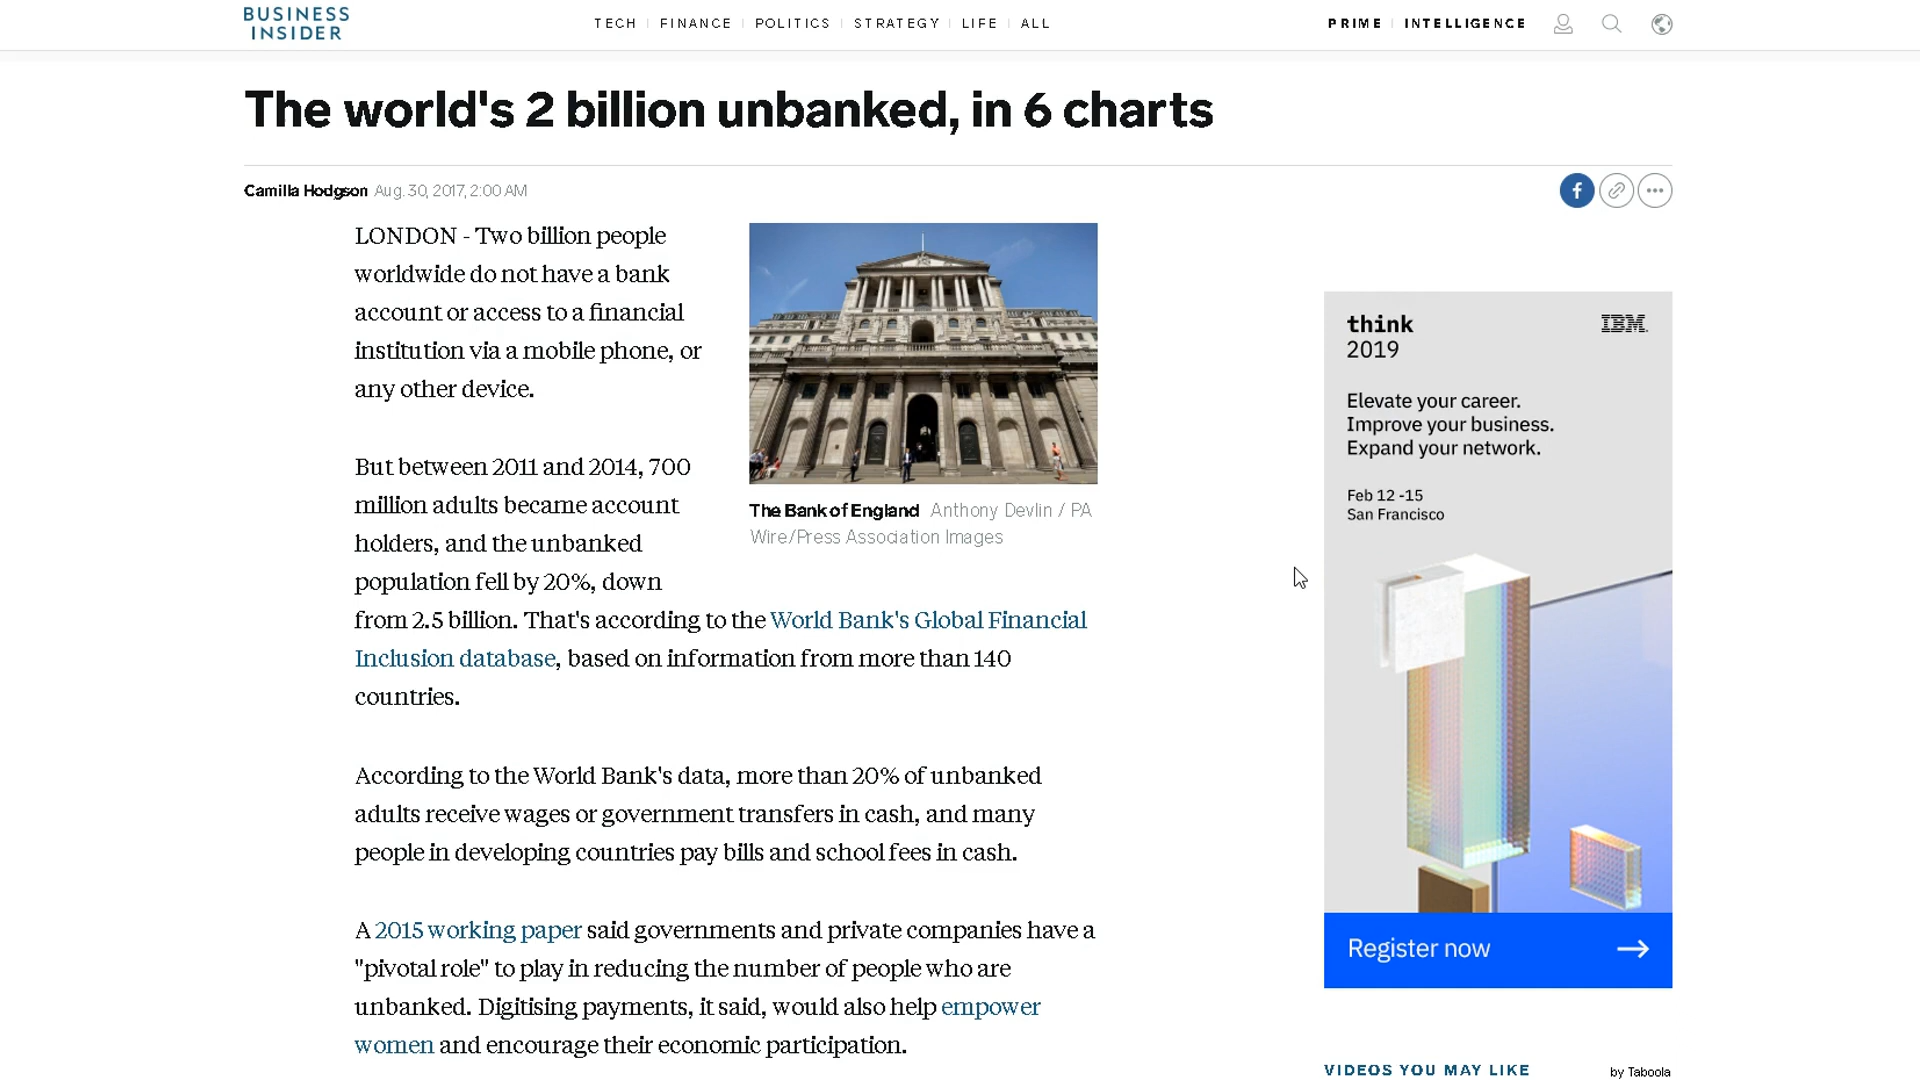 BUSINESS
INSIDER
TECH
FINANCE
POLITICS
STRATEGY
LIFE
ALL
PRIME
INTELLIGENCE
The world's 2 billion unbanked, in 6 charts
Camilla Hodgson Aug. 30, 2017, 2:00 AM
f
LONDON - Two billion people
worldwide do not have a bank
account or access to a financial
institution via a mobile phone, or
any other device.
But between 2011 and 2014, 700
million adults became account
holders, and the unbanked
population fell by 20%, down
from 2.5 billion. That's according to the World Bank's Global Financial
Inclusion database, based on information from more than 140
countries.
The Bank of England Anthony Devlin / PA
Wire/Press Association Images
According to the World Bank's data, more than 20% of unbanked
adults receive wages or government transfers in cash, and many
people in developing countries pay bills and school fees in cash.
A 2015 working paper said governments and private companies have a
"pivotal role" to play in reducing the number of people who are
unbanked. Digitising payments, it said, would also help empower
women and encourage their economic participation.
think
2019
IBM
Elevate your career.
Improve your business.
Expand your network.
Feb 12 -15
San Francisco
Register now
VIDEOS YOU MAY LIKE
by Taboola